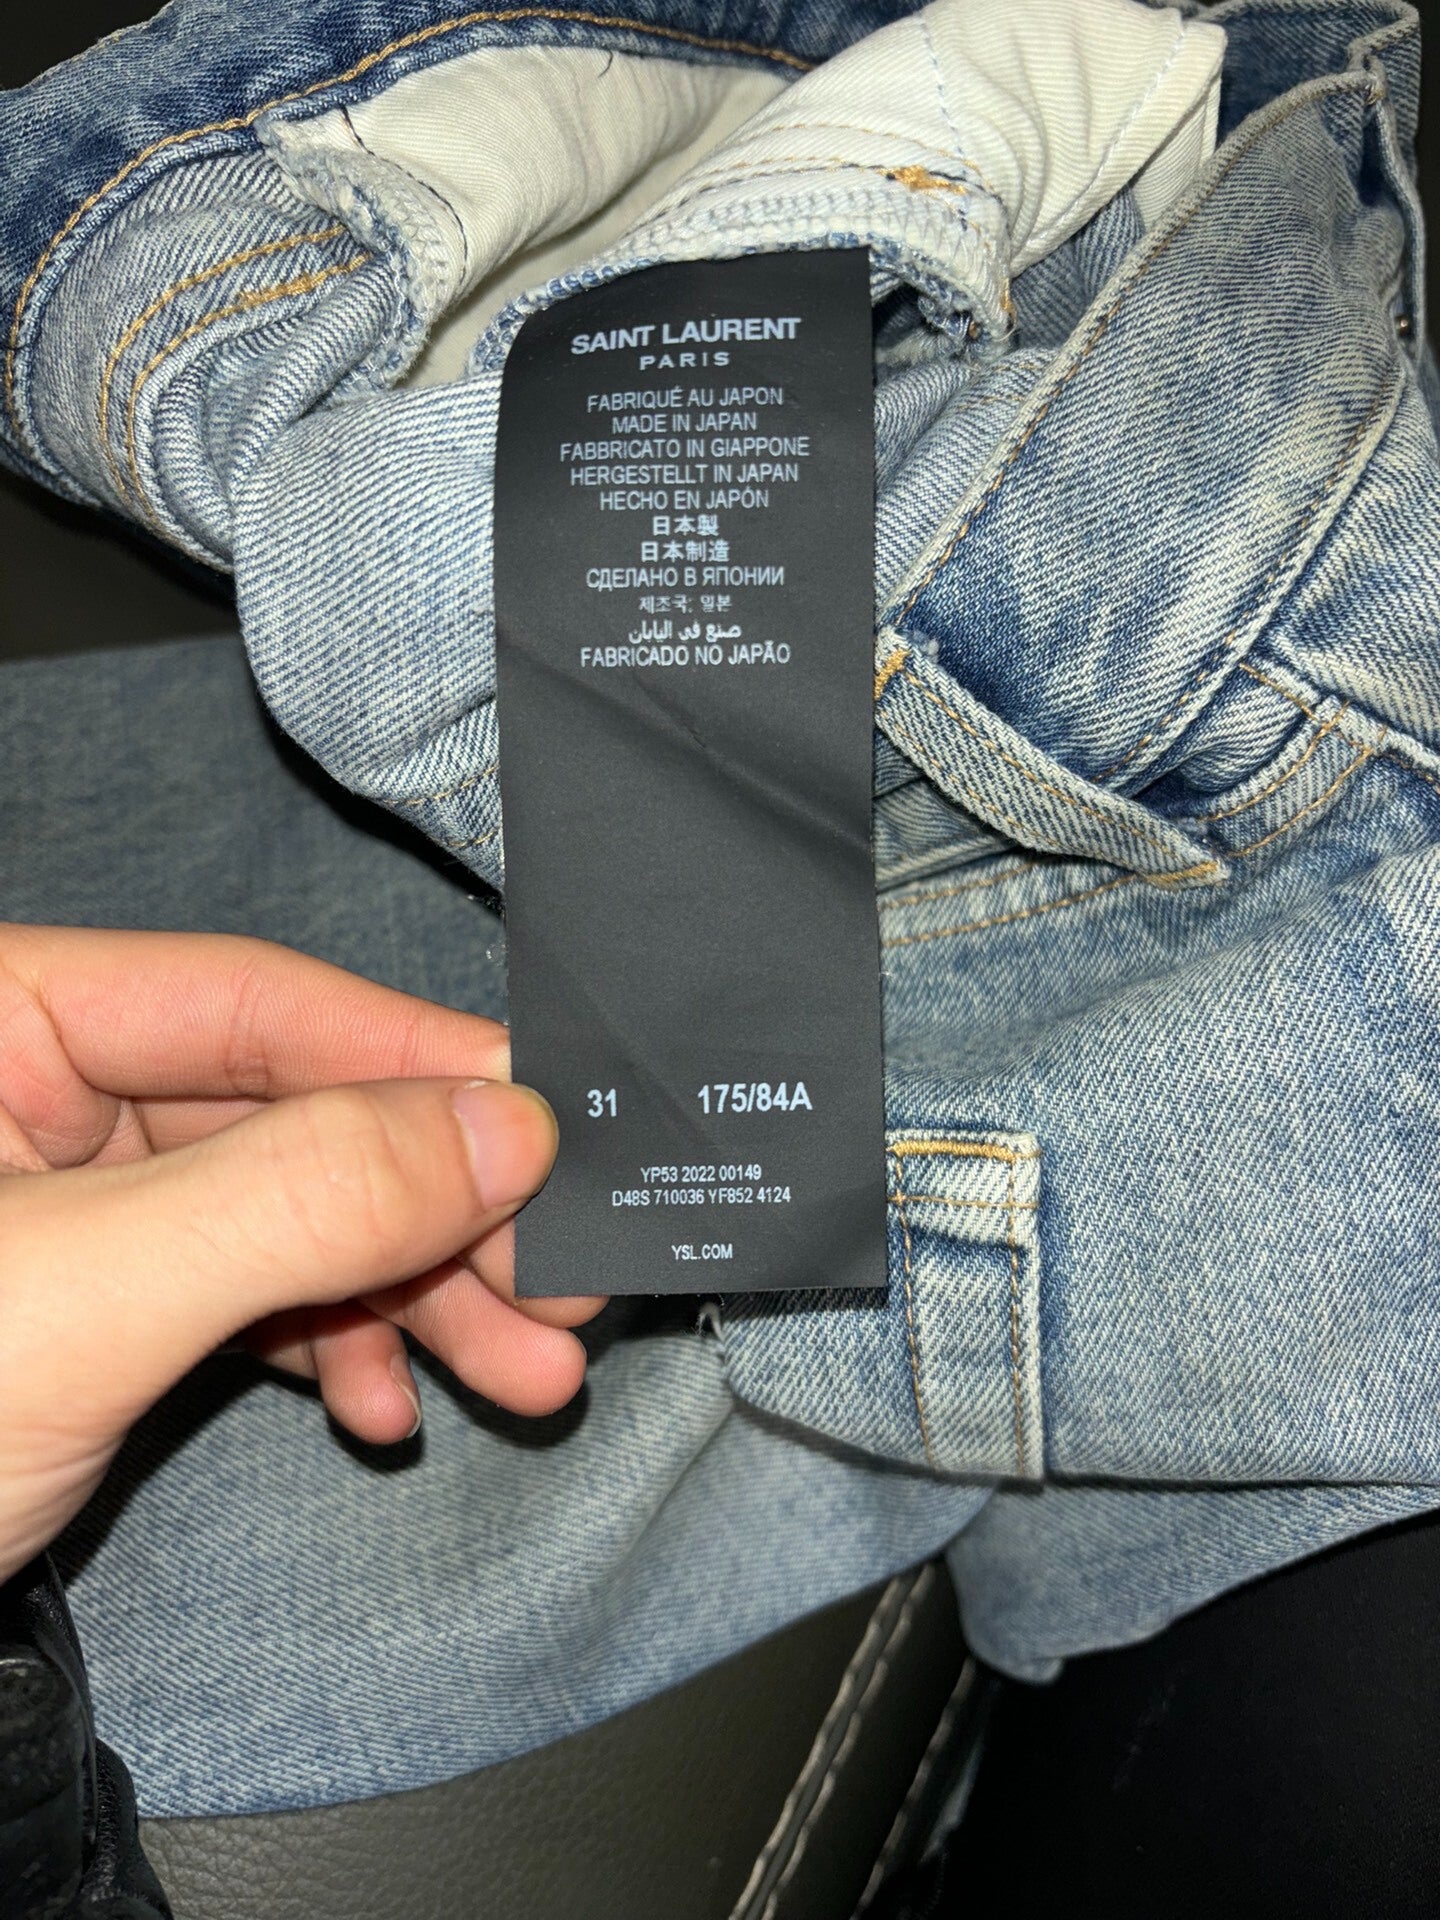 SAINT LAURENT
PARIS
FABRIQUÉ AU JAPON
MADE IN JAPAN
FABBRICATO IN GIAPPONE
HERGESTELLT IN JAPAN
HECHO EN JAPÓN
日本製
日本制造
СДЕЛАНО В ЯПОНИИ
제조국: 일본
صنع في اليابان
FABRICADO NO JAPÃO
31 175/84A
YP53 2022 00149
D48S 710036 YF852 4124
YSL.COM